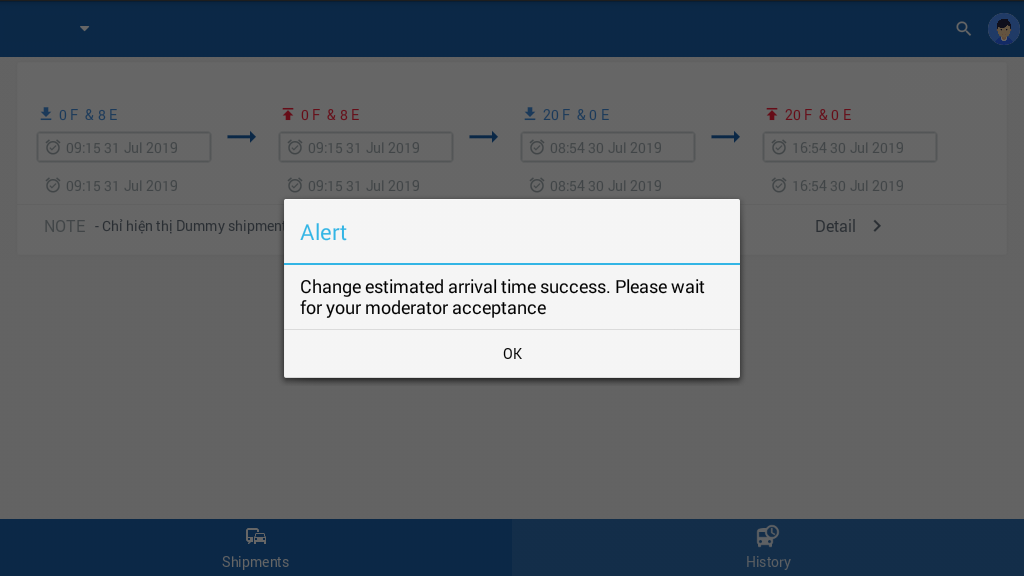 0 F & 8 E
0 F & 8 E
20 F & 0 E
20 F & 0 E
09:15 31 Jul 2019
09:15 31 Jul 2019
08:54 30 Jul 2019
16:54 30 Jul 2019
09:15 31 Jul 2019
09:15 31 Jul 2019
08:54 30 Jul 2019
16:54 30 Jul 2019
NOTE - Chỉ hiện thị Dummy shipment
Detail
Alert
Change estimated arrival time success. Please wait
for your moderator acceptance
OK
Shipments
History